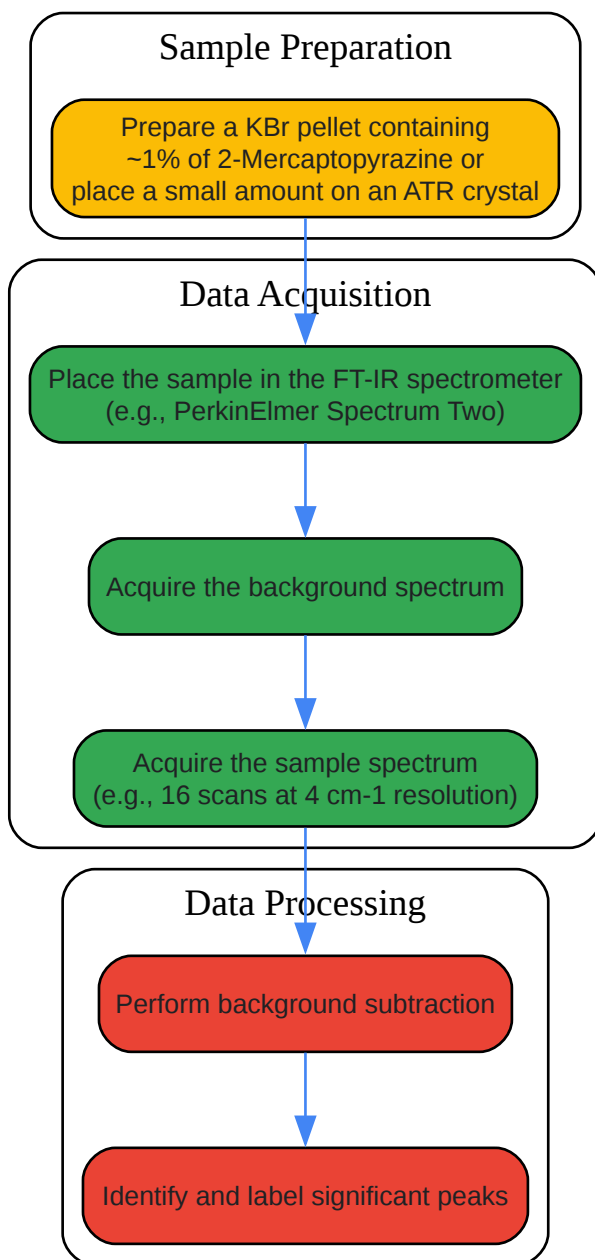 Sample Preparation
Prepare a KBr pellet containing
~1% of 2-Mercaptopyrazine or
place a small amount on an ATR crystal
Data Acquisition
Place the sample in the FT-IR spectrometer
(e.g., PerkinElmer Spectrum Two)
Acquire the background spectrum
Acquire the sample spectrum
(e.g., 16 scans at 4 cm-1 resolution)
Data Processing
Perform background subtraction
Identify and label significant peaks